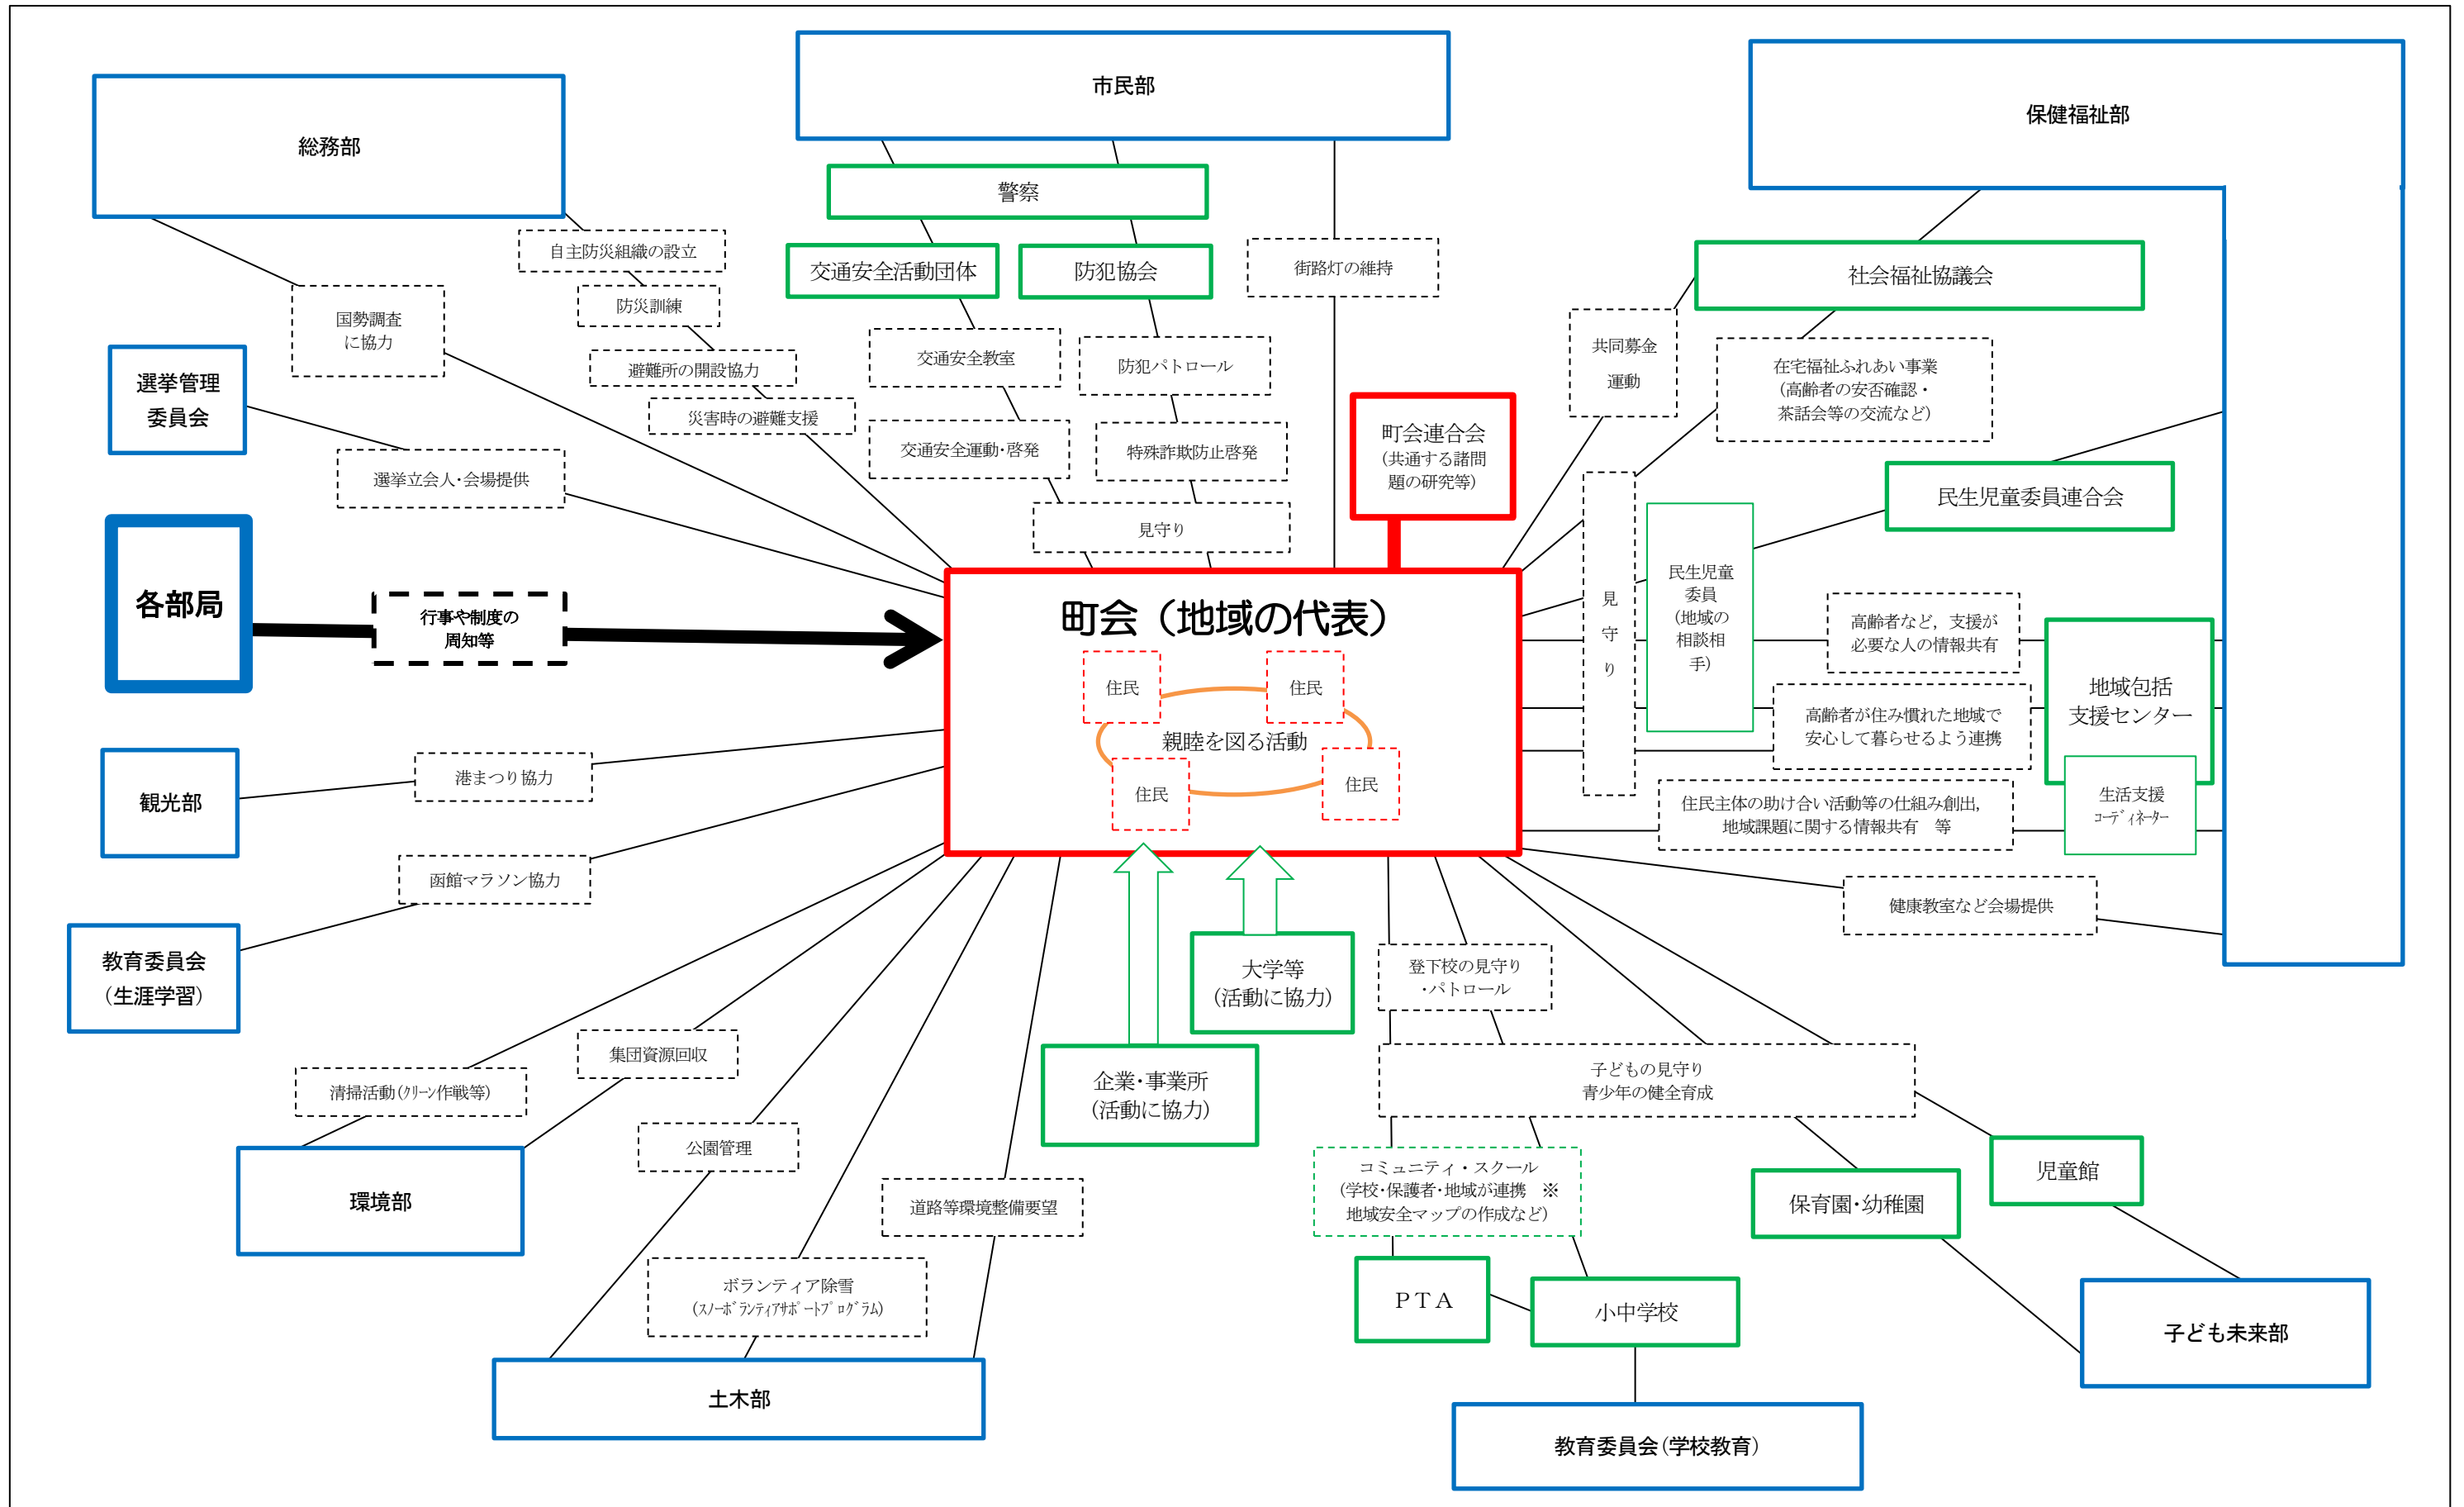 市民部
保健福祉部
総務部
警察
自主防災組織の設立
交通安全活動団体
防犯協会
街路灯の維持
社会福祉協議会
防災訓練
国勢調査
に協力
避難所の開設協力
交通安全教室
防犯パトロール
共同募金
運動
在宅福祉ふれあい事業
(高齢者の安否確認・
茶話会等の交流など)
選挙管理
委員会
災害時の避難支援
交通安全運動・啓発
特殊詐欺防止啓発
町会連合会
(共通する諸問
題の研究等)
選挙立会人・会場提供
見守り
民生児童委員連合会
各部局
行事や制度の
周知等
町会（地域の代表）
住民
住民
親睦を図る活動
住民
住民
見
守
り
民生児童
委員
(地域の
相談相
手)
高齢者など，支援が
必要な人の情報共有
地域包括
支援センター
高齢者が住み慣れた地域で
安心して暮らせるよう連携
生活支援
ｺｰﾃﾞｨﾈｰﾀｰ
住民主体の助け合い活動等の仕組み創出，
地域課題に関する情報共有　等
健康教室など会場提供
観光部
港まつり協力
函館マラソン協力
教育委員会
(生涯学習)
大学等
(活動に協力)
登下校の見守り
・パトロール
企業・事業所
(活動に協力)
子どもの見守り
青少年の健全育成
集団資源回収
清掃活動(ｸﾘｰﾝ作戦等)
環境部
公園管理
道路等環境整備要望
ボランティア除雪
(ｽﾉｰﾎﾞﾗﾝﾃｨｱｻﾎﾟｰﾄﾌﾟﾛｸﾞﾗﾑ)
土木部
コミュニティ・スクール
(学校・保護者・地域が連携　※
地域安全マップの作成など)
ＰＴＡ
小中学校
保育園・幼稚園
児童館
子ども未来部
教育委員会(学校教育)